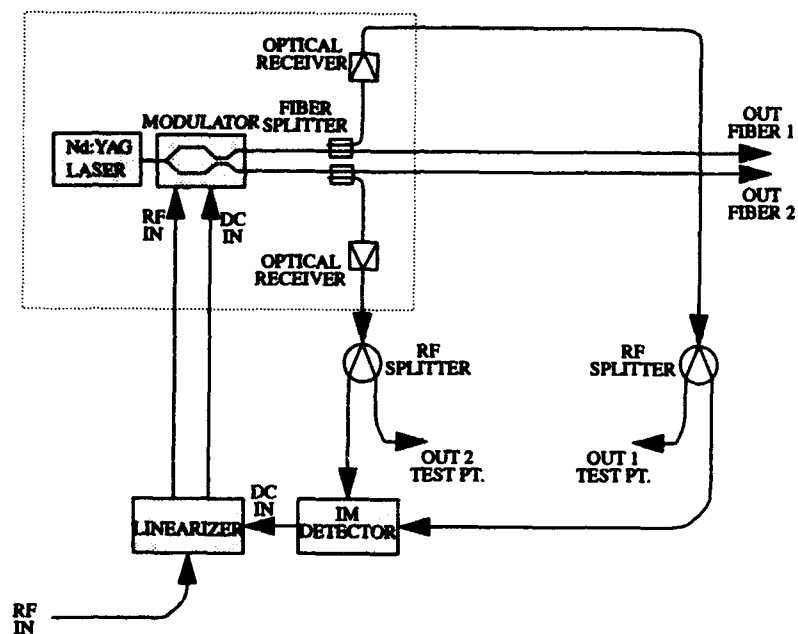 OPTICAL
RECEIVER
FIBER
SPLITTER
MODULATOR
Nd:YAG
LASER
OUT
FIBER 1
OUT
FIBER 2
RF
IN
DC
IN
OPTICAL
RECEIVER
RF
SPLITTER
RF
SPLITTER
OUT 2
TEST PT.
OUT 1
TEST PT.
DC
IN
LINEARIZER
IM
DETECTOR
RF
IN